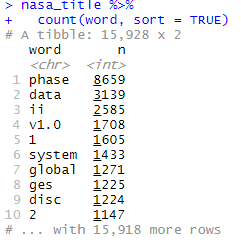 > nasa_title %>%
+ count(word, sort = TRUE)
# A tibble: 15,928 x 2
word n
<chr> <int>
1 phase 8659
2 data 3139
3 ii 2585
4 v1.0 1708
5 1 1605
6 system 1433
7 global 1271
8 ges 1225
9 disc 1224
10 2 1147
# ... with 15,918 more rows